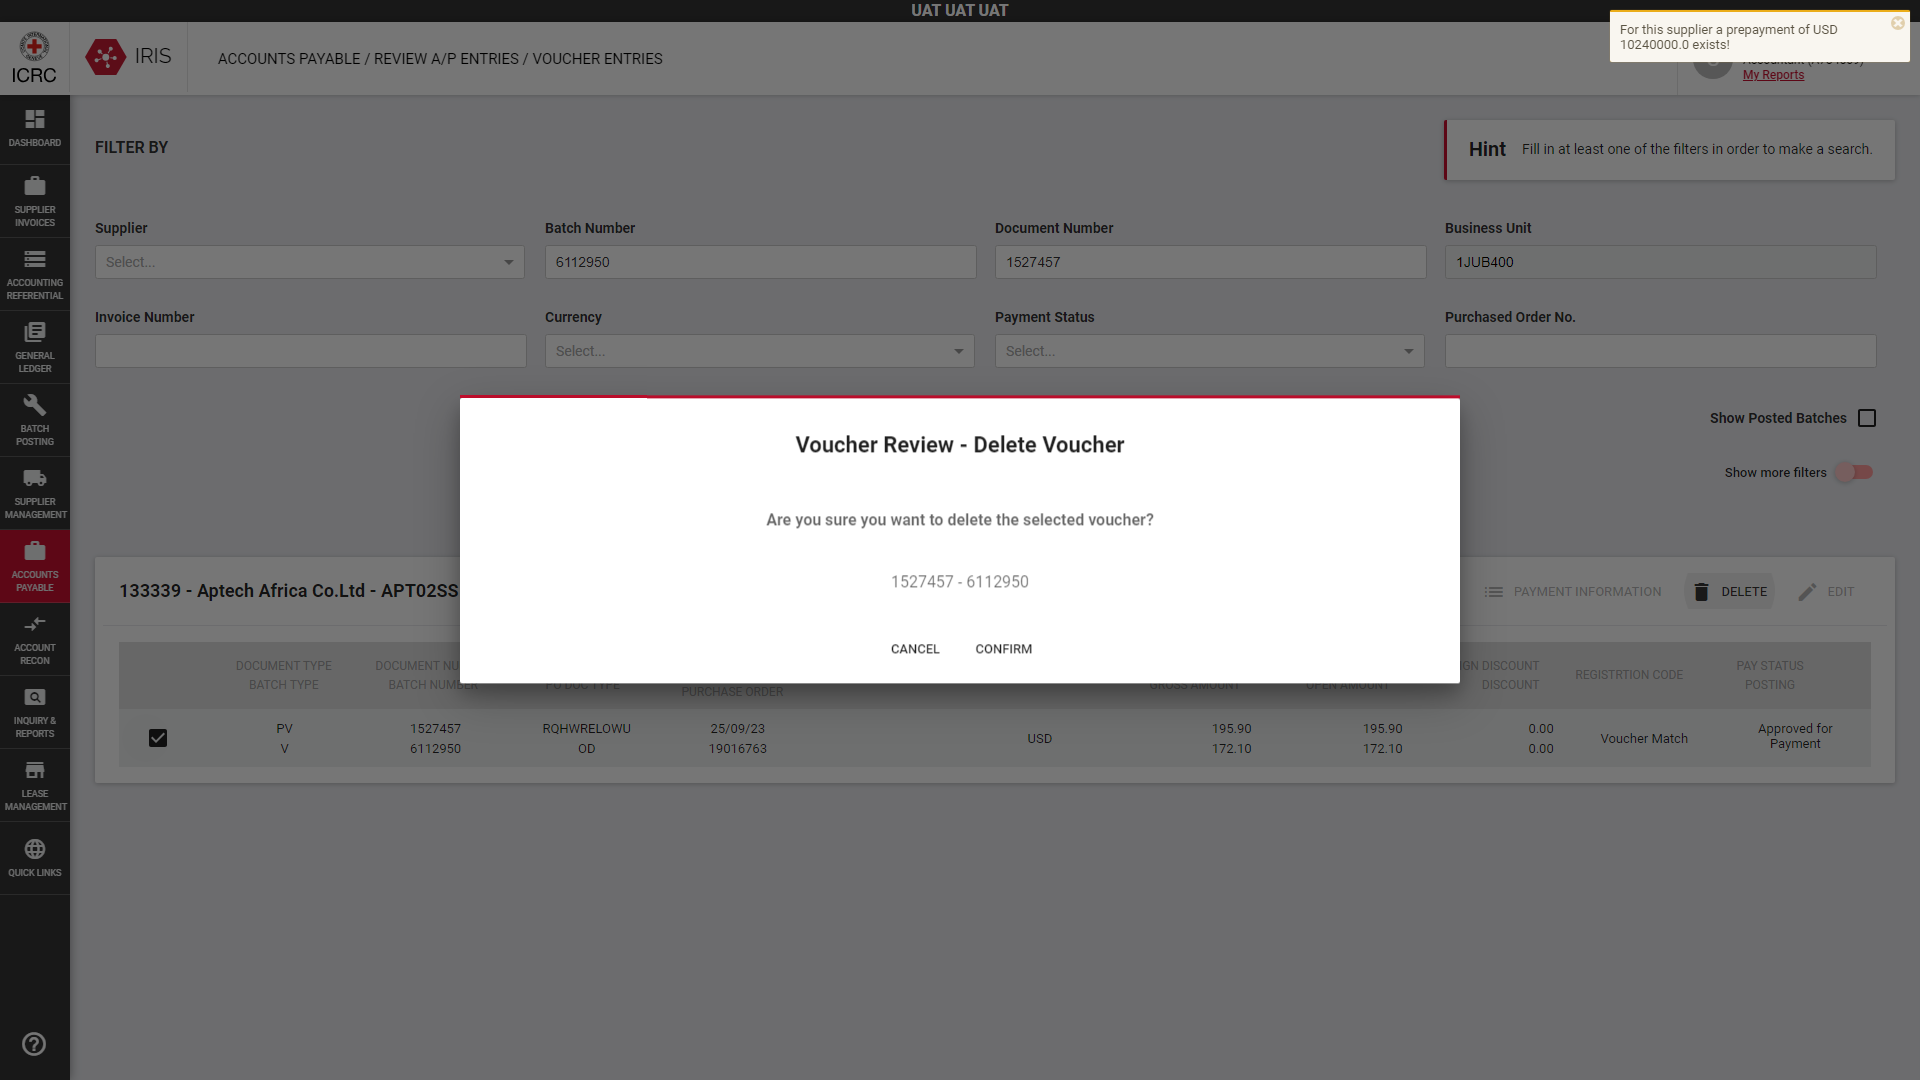 UAT UAT UAT
For this supplier a prepayment of USD
10240000.0 exists!
ICRC
IRIS
ACCOUNTS PAYABLE / REVIEW A/P ENTRIES / VOUCHER ENTRIES
My Reports
DASHBOARD
SUPPLIER
INVOICES
ACCOUNTING
REFERENTIAL
GENERAL
LEDGER
BATCH
POSTING
SUPPLIER
MANAGEMENT
ACCOUNTS
PAYABLE
ACCOUNT
RECON
INQUIRY &
REPORTS
LEASE
MANAGEMENT
QUICK LINKS
FILTER BY
Hint Fill in at least one of the filters in order to make a search.
Supplier Batch Number Document Number Business Unit
Select... 6112950 1527457 1JUB400
Invoice Number Currency Payment Status Purchased Order No.
Select... Select...
Show Posted Batches
Show more filters
Voucher Review - Delete Voucher
Are you sure you want to delete the selected voucher?
1527457 - 6112950
CANCEL CONFIRM
133339 - Aptech Africa Co.Ltd - APT02SS
PAYMENT INFORMATION DELETE EDIT
DOCUMENT TYPE DOCUMENT DISCOUNT REGISTRTION CODE PAY STATUS
BATCH TYPE BATCH NUMBER PO DOC TYPE PURCHASE ORDER GROSS AMOUNT OPEN AMOUNT DISCOUNT POSTING
PV 1527457 RQHWRELOWU 25/09/23 USD 195.90 195.90 0.00 Voucher Match Approved for
V 6112950 OD 19016763 172.10 172.10 0.00 Payment